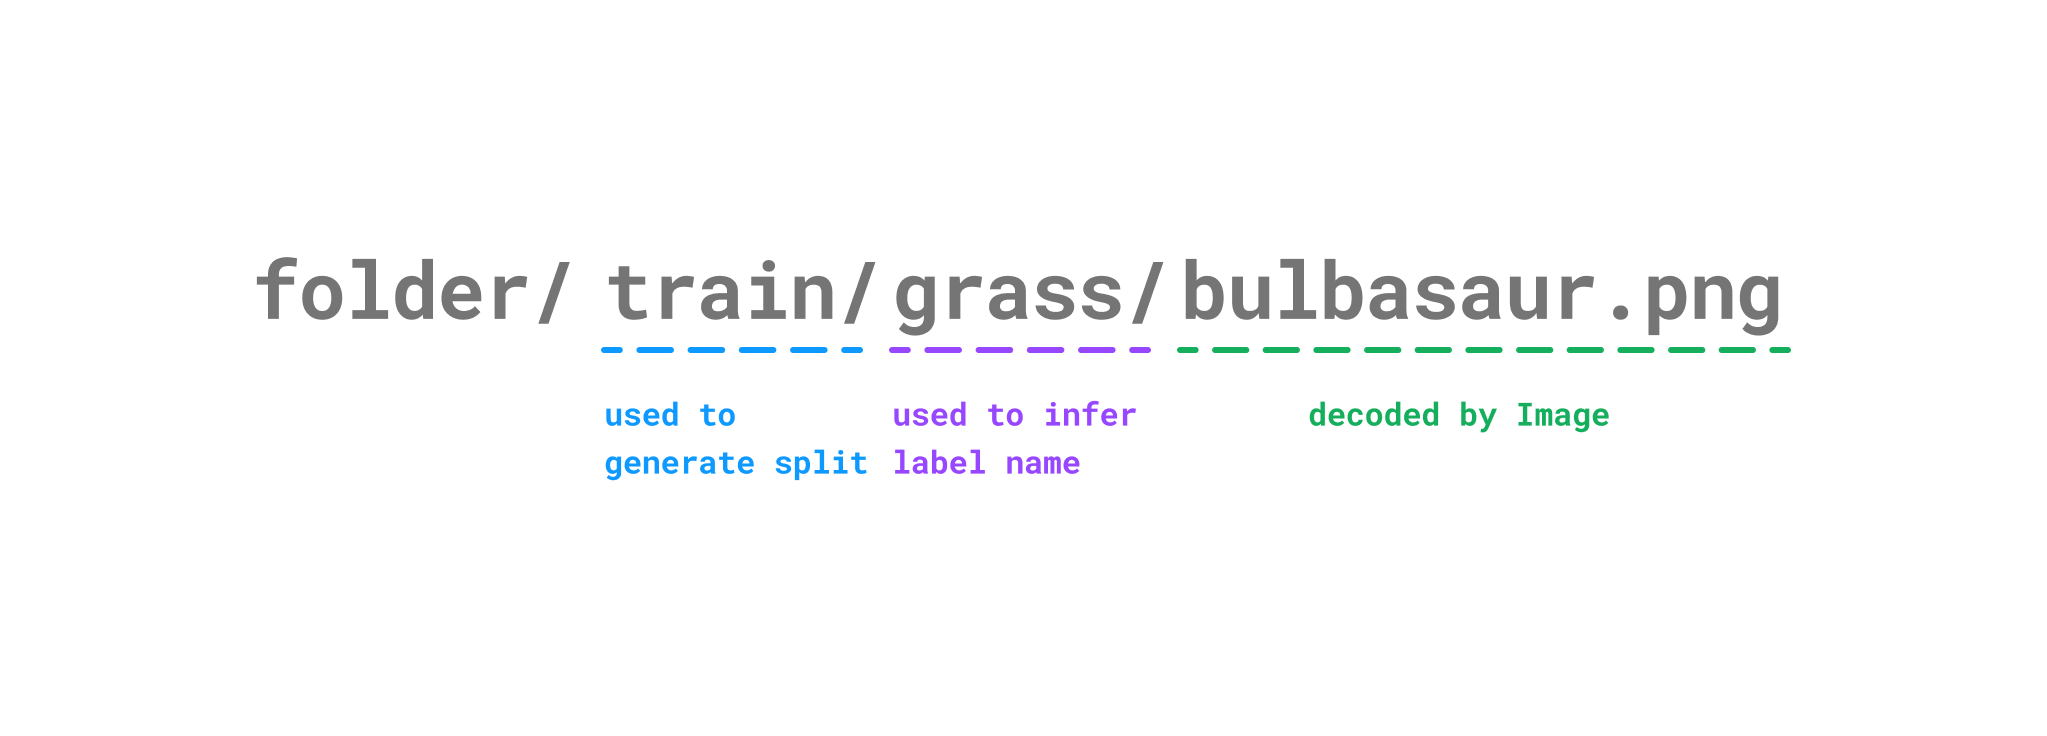 folder/ train/grass/bulbasaur.png
used to generate split
used to infer label name
decoded by Image